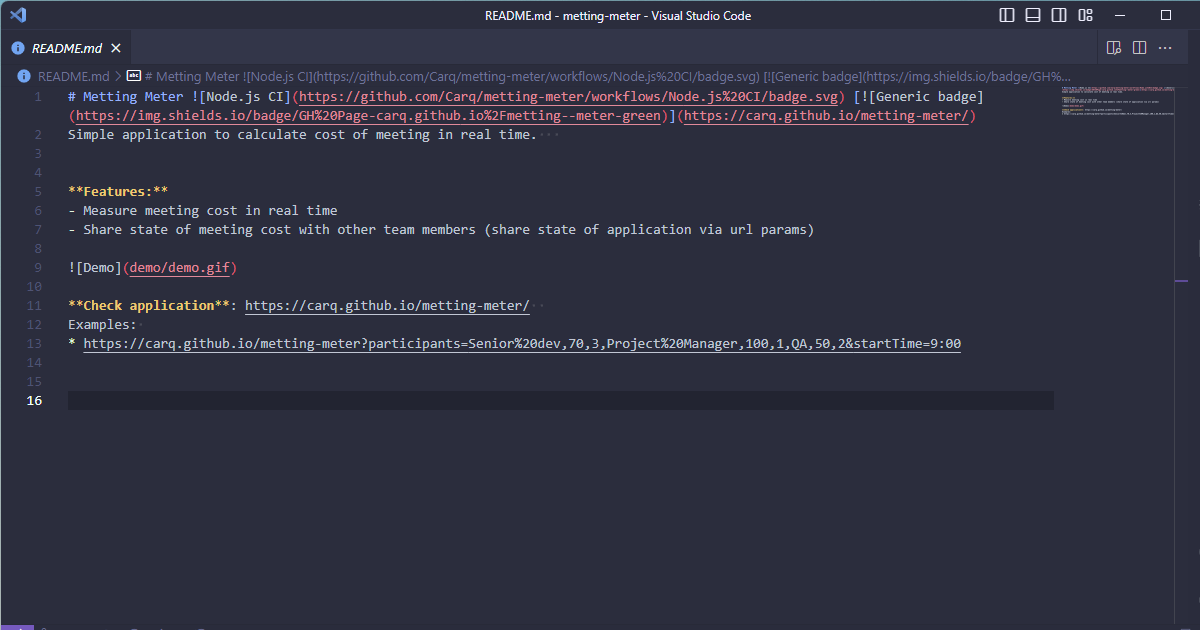 README.md - metting-meter - Visual Studio Code
README.md
README.md > # Metting Meter ![Node.js CI](https://github.com/Carq/metting-meter/workflows/Node.js%20CI/badge.svg) [![Generic badge](https://img.shields.io/badge/GH%...
1 # Metting Meter ![Node.js CI](https://github.com/Carq/metting-meter/workflows/Node.js%20CI/badge.svg) [![Generic badge]
(https://img.shields.io/badge/GH%20Page-carq.github.io%2Fmetting--meter-green)](https://carq.github.io/metting-meter/)
2 Simple application to calculate cost of meeting in real time.
3
4
5 **Features:**
6 - Measure meeting cost in real time
7 - Share state of meeting cost with other team members (share state of application via url params)
8
9 ![Demo](demo/demo.gif)
10
11 **Check application**: https://carq.github.io/metting-meter/
12 Examples:
13 * https://carq.github.io/metting-meter?participants=Senior%20dev,70,3,Project%20Manager,100,1,QA,50,2&startTime=9:00
14
15
16